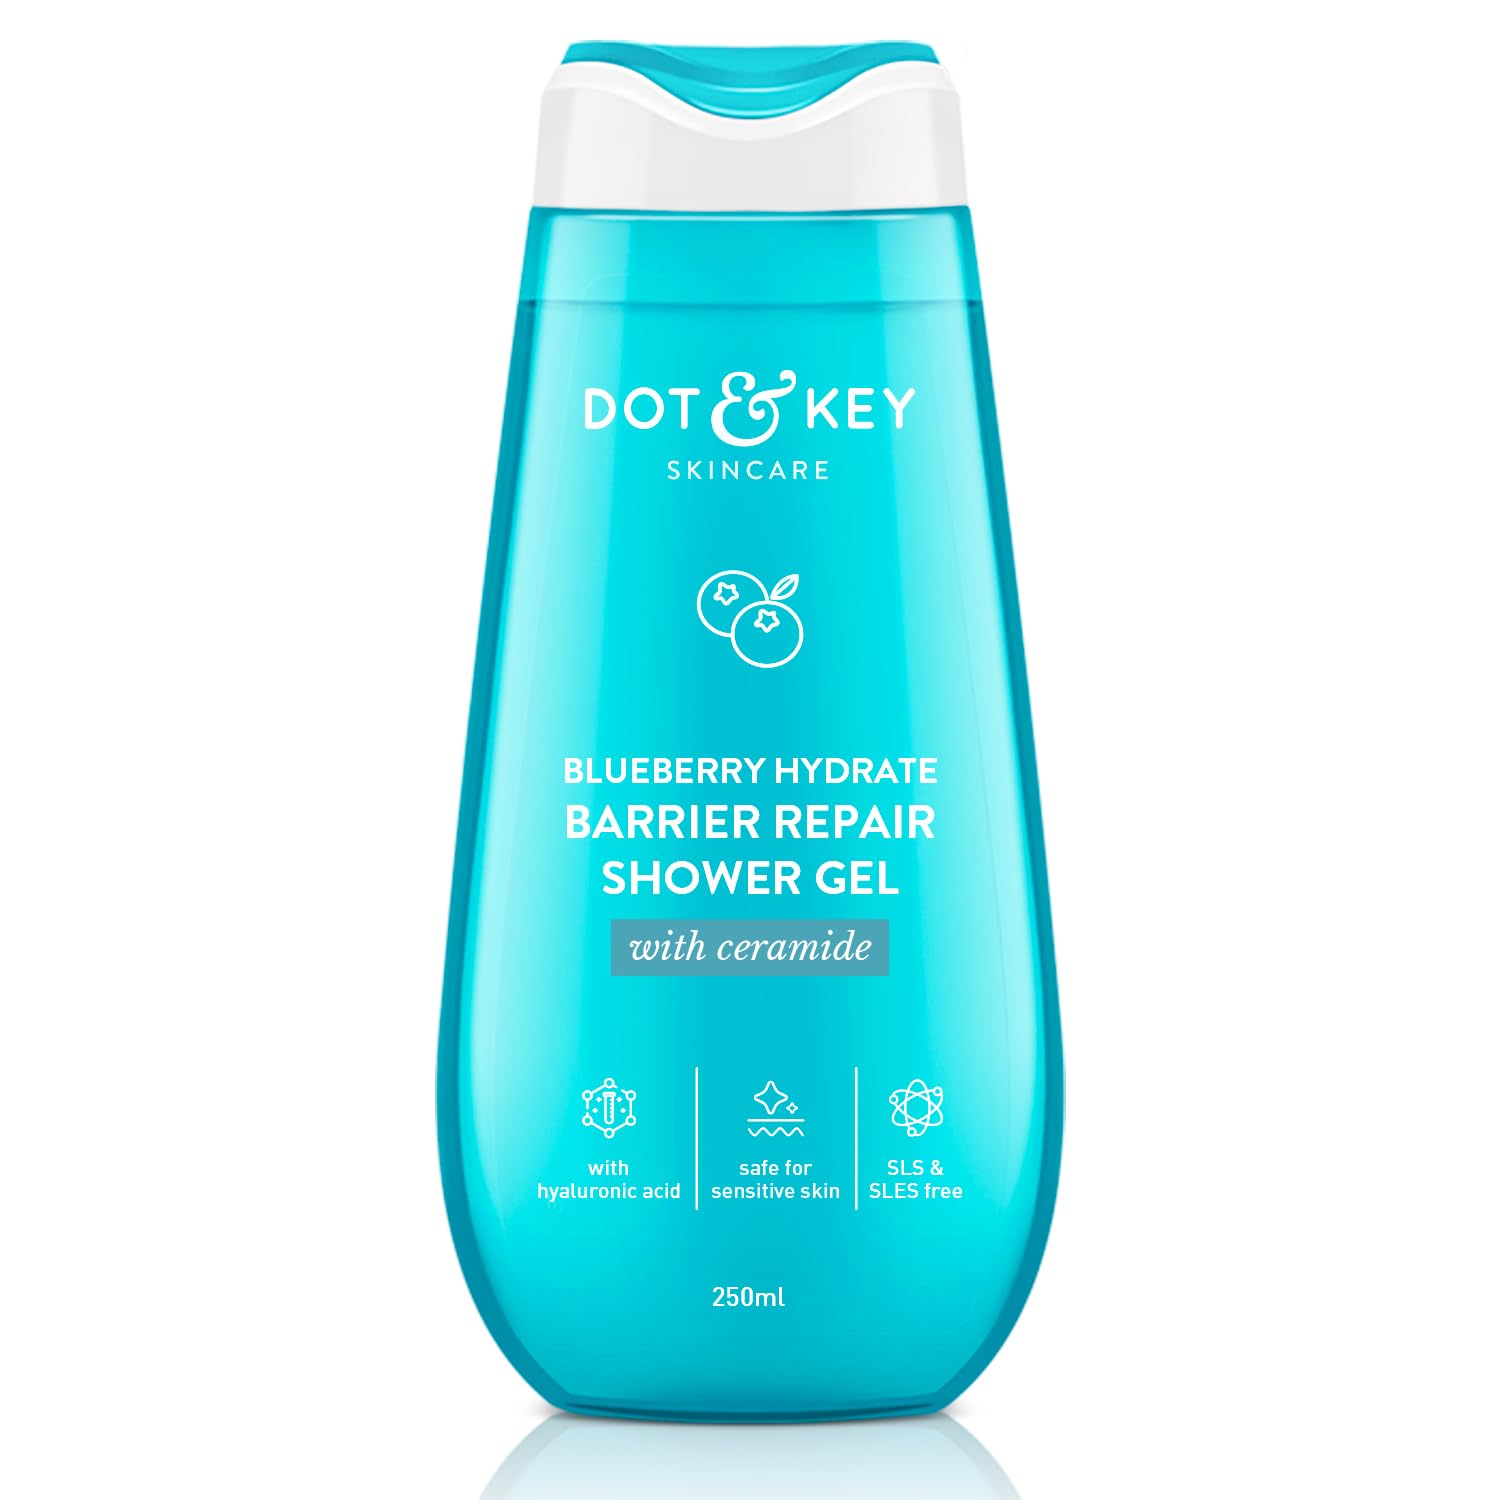 DOT & KEY
SKINCARE
BLUEBERRY HYDRATE
BARRIER REPAIR
SHOWER GEL
with ceramide
with
hyaluronic acid
safe for
sensitive skin
SLS &
SLES free
250ml